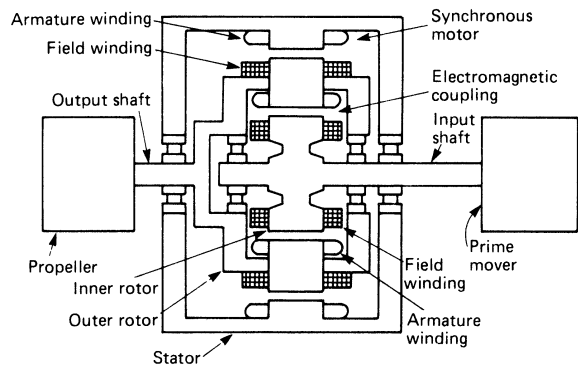 Armature winding
Synchronous
motor
Field winding
Electromagnetic
coupling
Output shaft
Input
shaft
Propeller
Inner rotor
Outer rotor
Stator
Field
winding
Armature
winding
Prime
mover